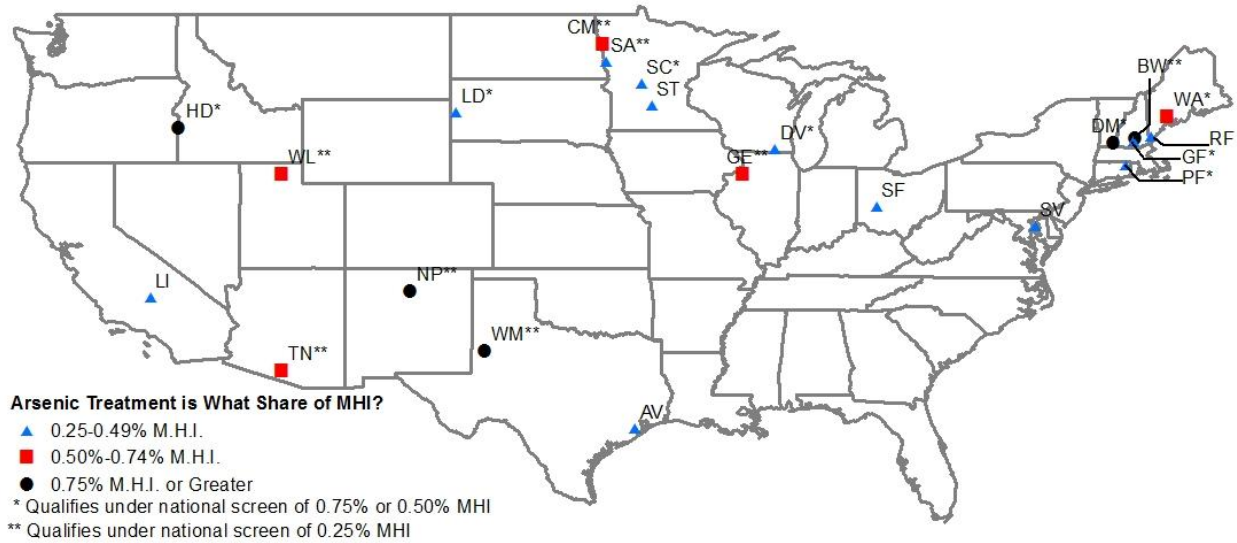 CM**
SA**
SC*
ST
BW**
LD*
WA*
HD*
DM*
DV*
RF
WL**
GE**
GF*
PF*
SF
SV
LI
NP**
WM**
TN**
AV
Arsenic Treatment is What Share of MHI?
0.25-0.49% M.H.I.
0.50%-0.74% M.H.I.
0.75% M.H.I. or Greater
* Qualifies under national screen of 0.75% or 0.50% MHI
** Qualifies under national screen of 0.25% MHI